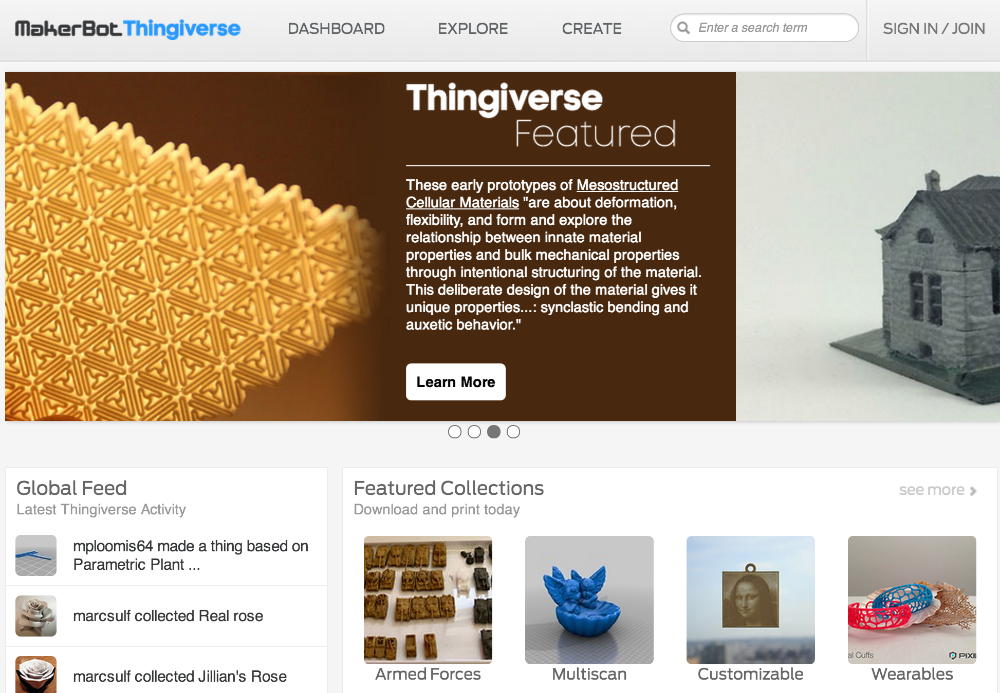 MakerBot Thingiverse
DASHBOARD
EXPLORE
CREATE
Enter a search term
SIGN IN / JOIN
Thingiverse
Featured
These early prototypes of Mesostructured
Cellular Materials "are about deformation,
flexibility, and form and explore the
relationship between innate material
properties and bulk mechanical properties
through intentional structuring of the material.
This deliberate design of the material gives it
unique properties...: synclastic bending and
auxetic behavior."
Learn More
Global Feed
Latest Thingiverse Activity
mploomis64 made a thing based on
Parametric Plant ...
marcsulf collected Real rose
marcsulf collected Jillian's Rose
Featured Collections
see more
Download and print today
al Cuffs
PIXIL
Armed Forces
Multiscan
Customizable
Wearables